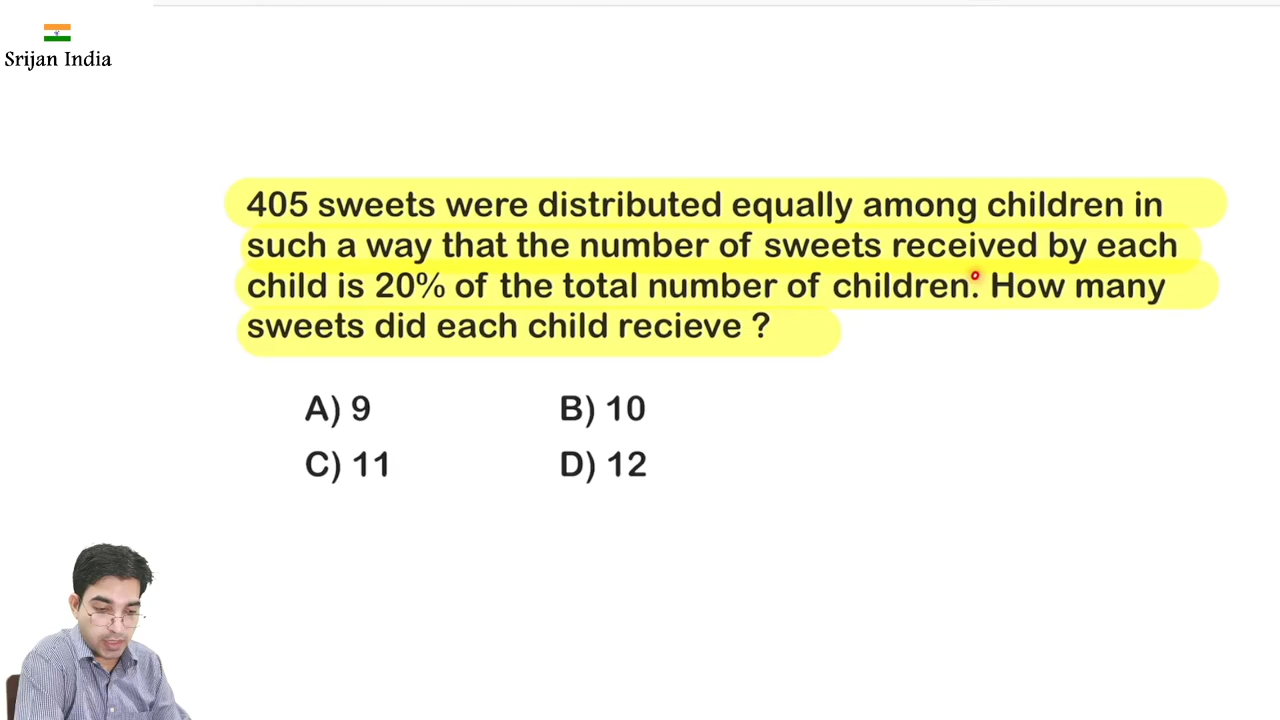 Srijan India
405 sweets were distributed equally among children in
such a way that the number of sweets received by each
child is 20% of the total number of children. How many
sweets did each child recieve ?
A) 9 B) 10
C) 11 D) 12